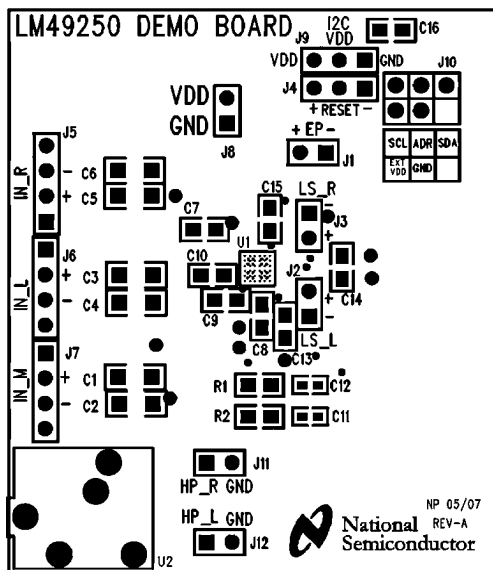 LM49250 DEMO BOARD
I2C
J9 VDD
C16
VDD
GND
J10
J4
+ RESET -
VDD
GND
J8
+ EP -
J1
SCL ADR SDA
EXT VDD GND
J5
IN_R
-
+
C6
C5
C15
LS_R
-
+
J3
C7
U1
J6
IN_L
+
-
C3
C4
C10
C9
J2
+
-
C14
C8
LS_L
C13
J7
IN_M
+
-
C1
C2
R1
C12
R2
C11
J11
HP_R GND
HP_L GND
J12
U2
NP 05/07
REV-A
National
Semiconductor